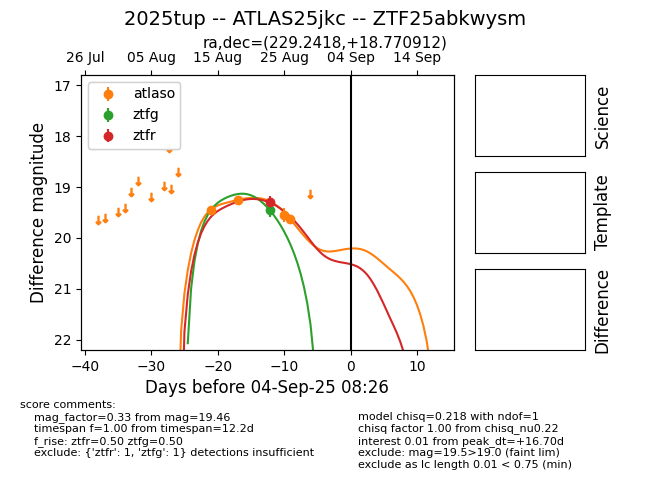 2025tup -- ATLAS25jkc -- ZTF25abkwysm
ra,dec=(229.2418,+18.770912)
26 Jul 05 Aug 15 Aug 25 Aug 04 Sep 14 Sep
atlaso
ztfg
ztfr
17
18
19
20
21
22
Difference magnitude
−40 −30 −20 −10 0 10
Days before 04-Sep-25 08:26
Science
Template
Difference
score comments:
mag_factor=0.33 from mag=19.46
timespan f=1.00 from timespan=12.2d
f_rise: ztfr=0.50 ztfg=0.50
exclude: {'ztfr': 1, 'ztfg': 1} detections insufficient
model chisq=0.218 with ndof=1
chisq factor 1.00 from chisq_nu0.22
interest 0.01 from peak_dt=+16.70d
exclude: mag=19.5>19.0 (faint lim)
exclude as lc length 0.01 < 0.75 (min)